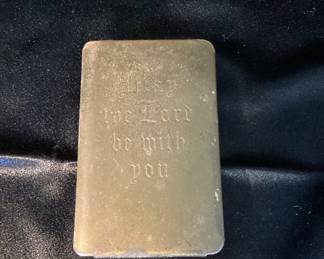 May
the Lord
be with
you